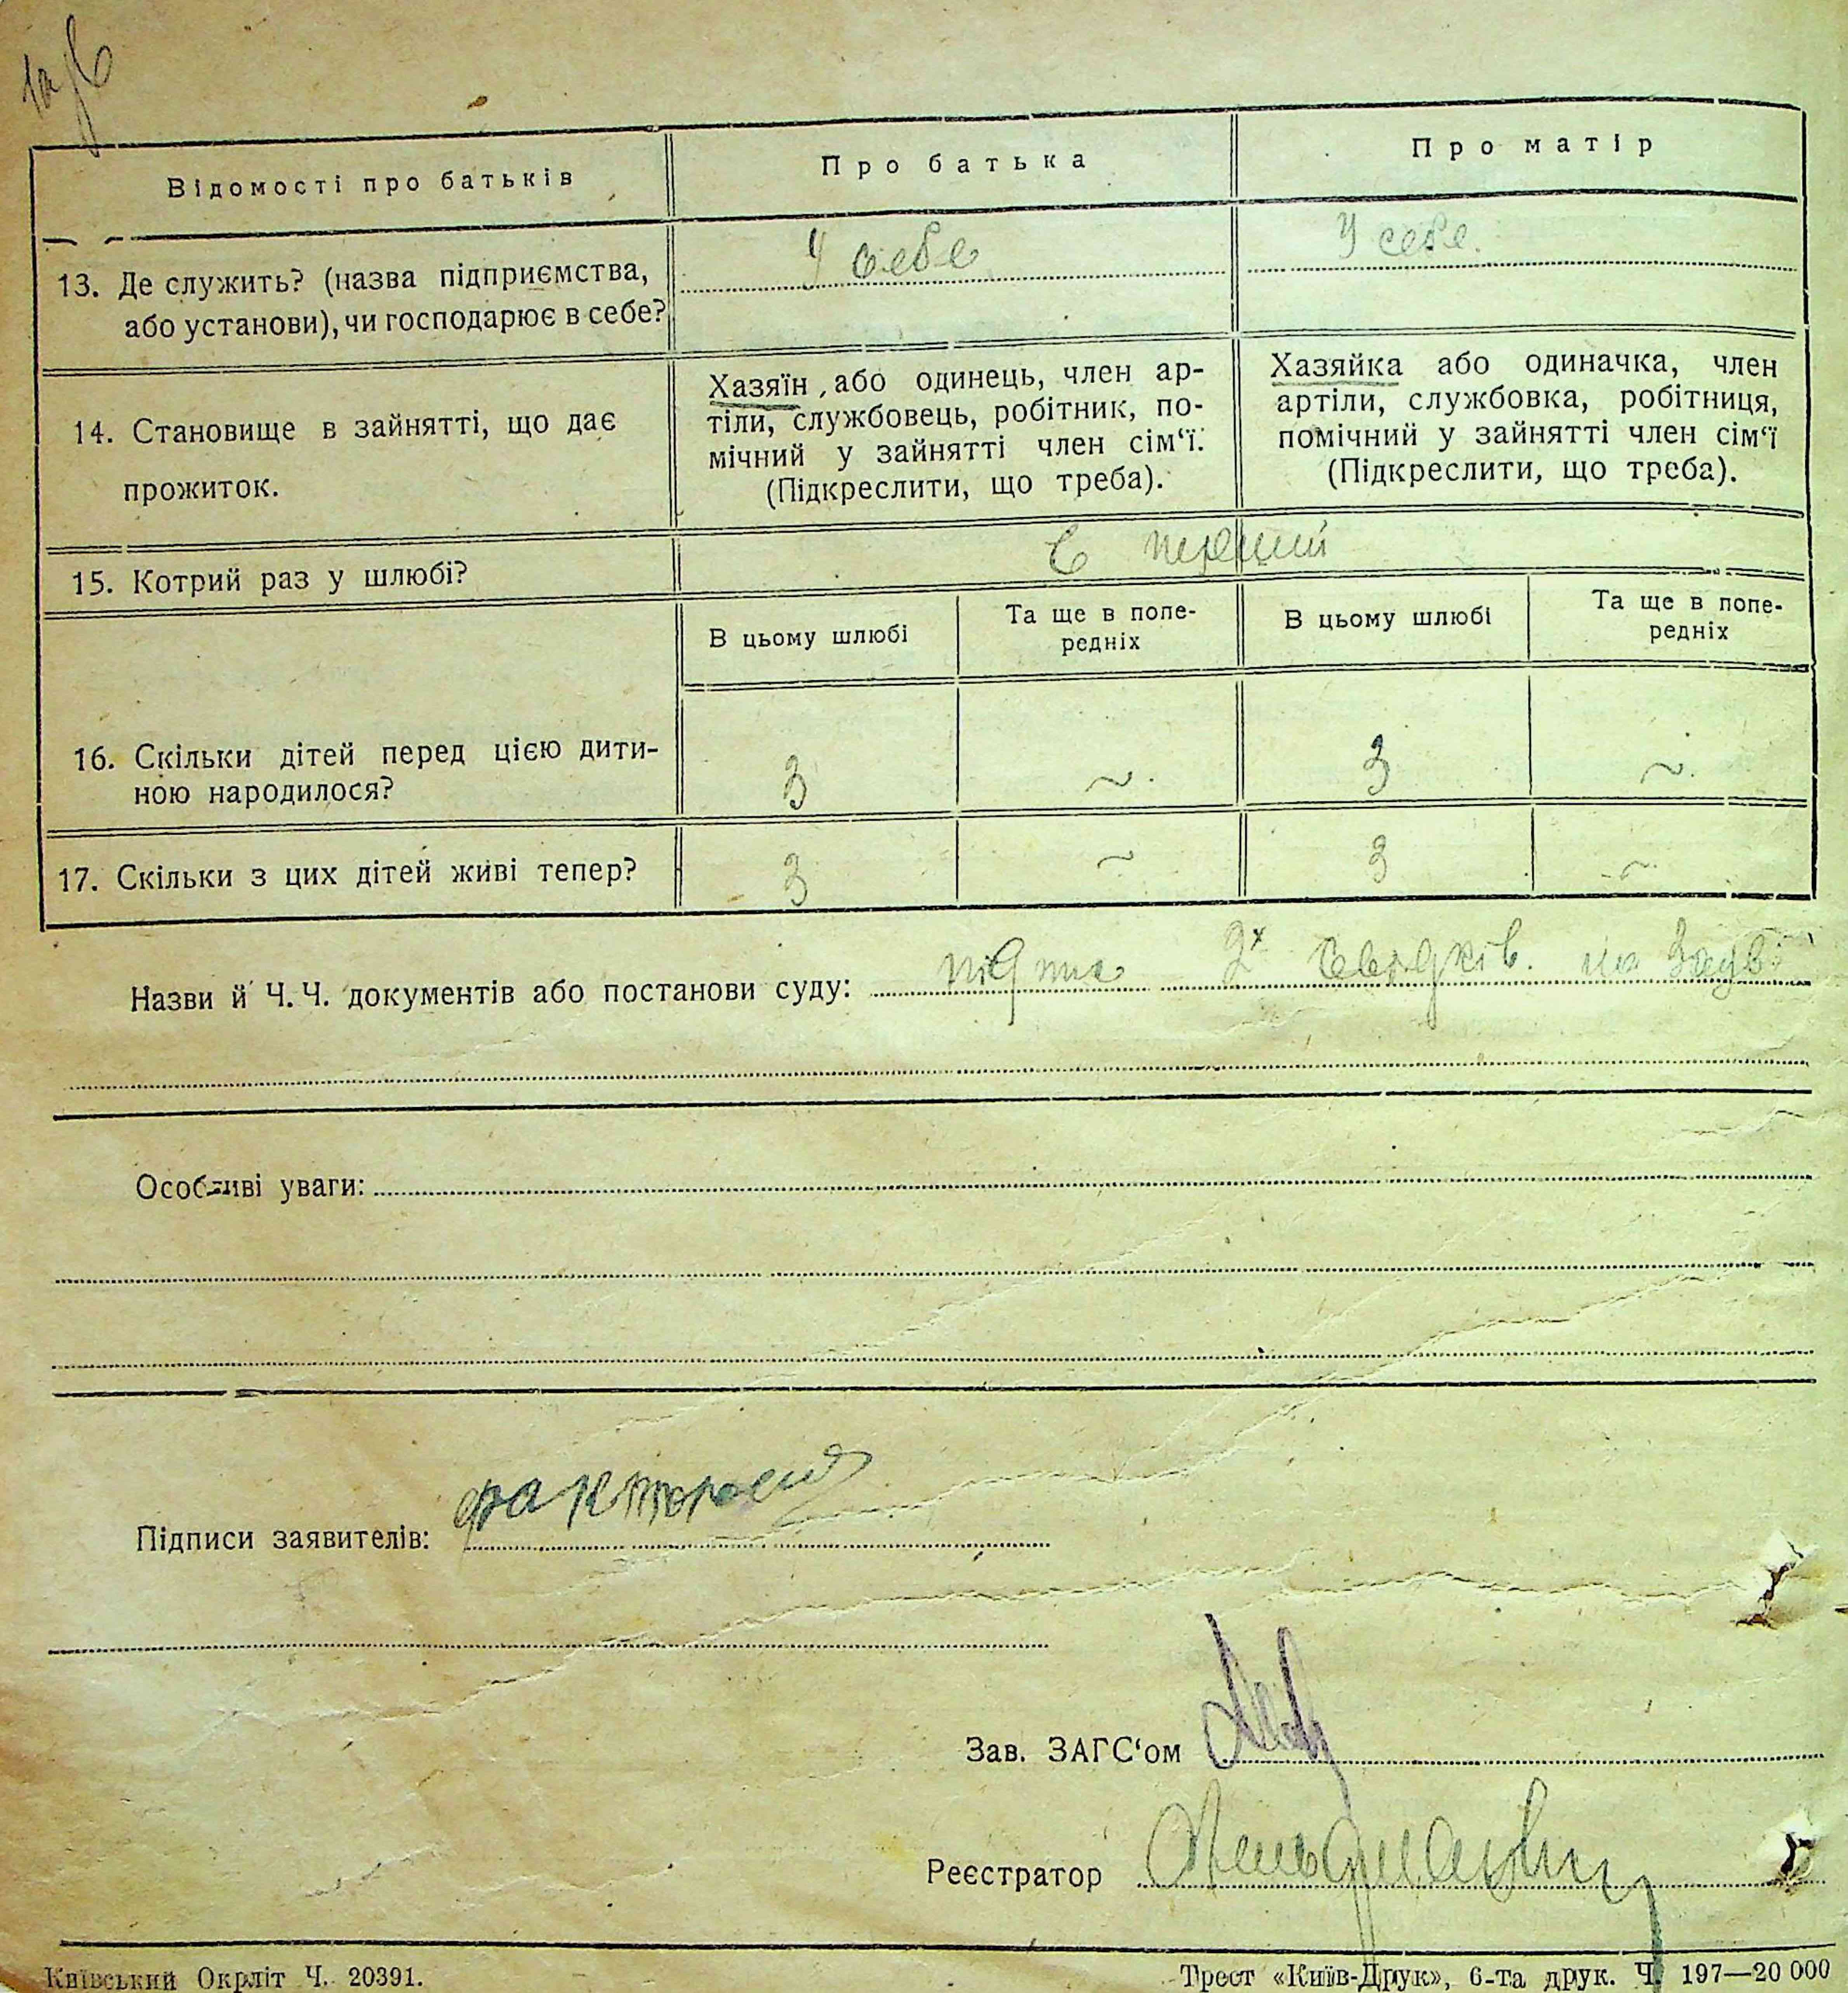 Відомості про батьків
Про батька
Про матір
13. Де служить? (назва підприємства,
або установи), чи господарює в себе?
У себе
У себе.
14. Становище в зайнятті, що дає
прожиток.
Хазяїн, або одинець, член ар-
тіли, службовець, робітник, по-
мічний у зайнятті член сім‘ї.
(Підкреслити, що треба).
Хазяйка або одиначка, член
артіли, службовка, робітниця,
помічний у зайнятті член сім‘ї
(Підкреслити, що треба).
15. Котрий раз у шлюбі?
в перший
В цьому шлюбі
Та ще в попе-
редніх
В цьому шлюбі
Та ще в попе-
редніх
16. Скільки дітей перед цією дити-
ною народилося?
3 ~. 3 ~.
17. Скільки з цих дітей живі тепер?
3 ~ 3 ~
Назви й Ч. Ч. документів або постанови суду: 2х свідків. на
Особливі уваги:
Підписи заявителів:
Зав. ЗАГС‘ом
Реєстратор
Київський Окрліт Ч. 20391.
Трест «Київ-Друк», 6-та друк. Ч. 197—20 000